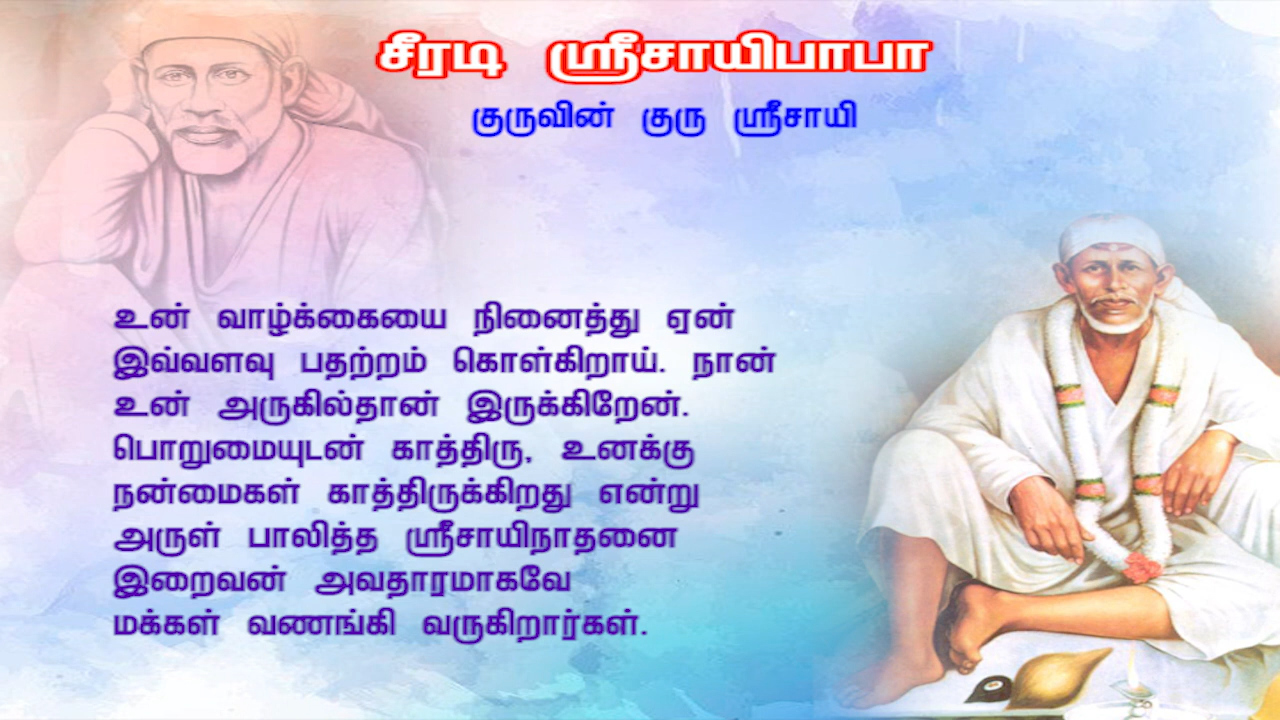 சீரடி ஸ்ரீசாயிபாபா
குருவின் குரு ஸ்ரீசாயி
உன் வாழ்க்கையை நினைத்து ஏன்
இவ்வளவு பதற்றம் கொள்கிறாய். நான்
உன் அருகில்தான் இருக்கிறேன்.
பொறுமையுடன் காத்திரு, உனக்கு
நன்மைகள் காத்திருக்கிறது என்று
அருள் பாலித்த ஸ்ரீசாயிநாதனை
இறைவன் அவதாரமாகவே
மக்கள் வணங்கி வருகிறார்கள்.